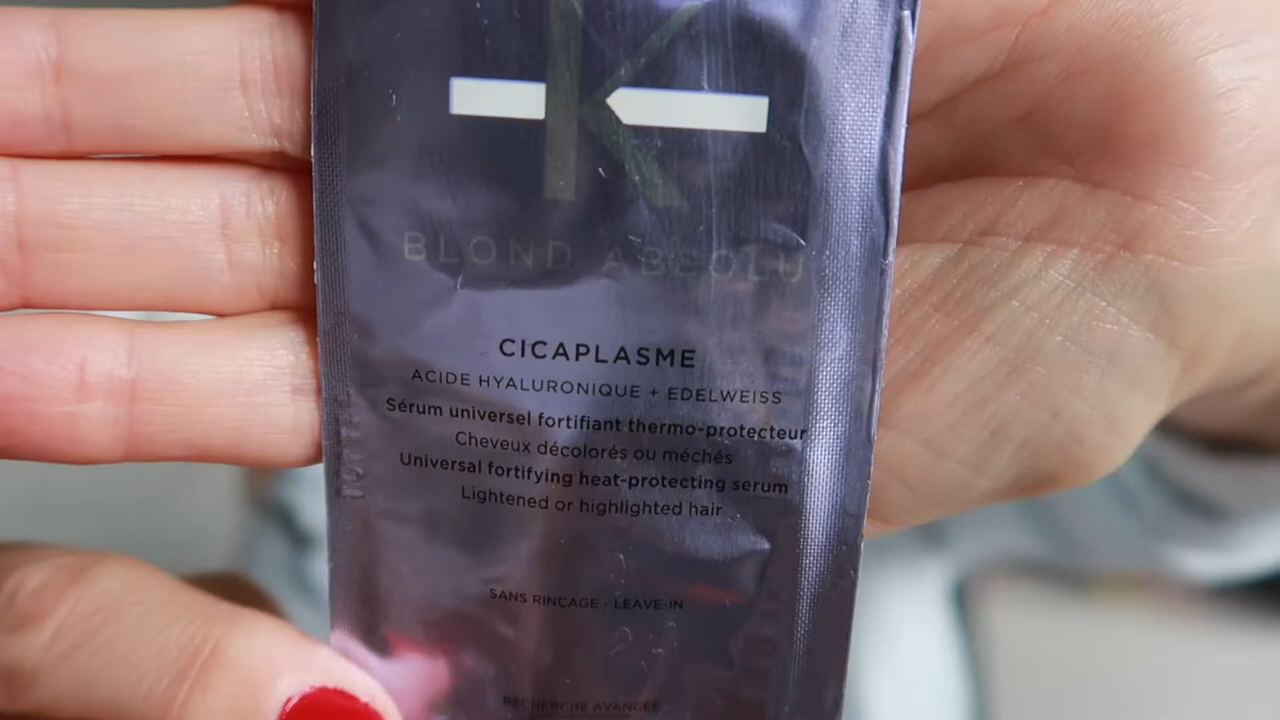 K
BLOND ABSOLU
CICAPLASME
ACIDE HYALURONIQUE + EDELWEISS
Sérum universel fortifiant thermo-protecteur
Cheveux décolorés ou méchés
Universal fortifying heat-protecting serum
Lightened or highlighted hair
SANS RINCAGE - LEAVE-IN
RECHERCHE AVANCÉE